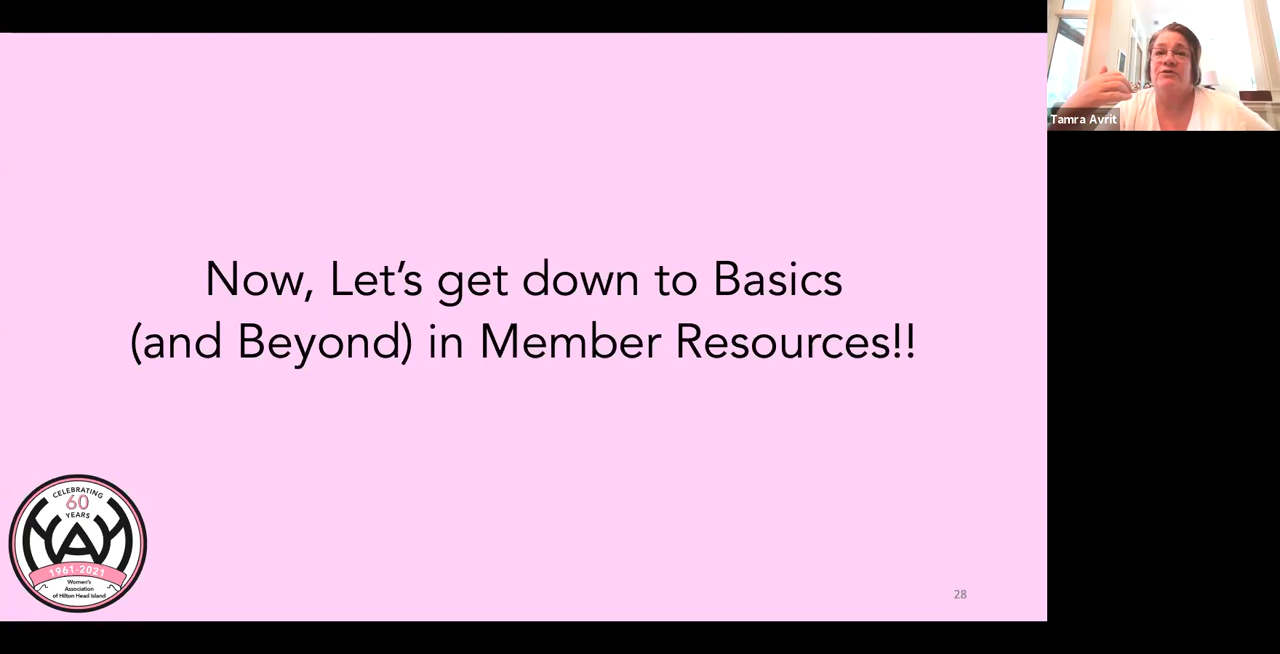 Tamra Avrit
Now, Let's get down to Basics
(and Beyond) in Member Resources!!
CELEBRATING
60
YEARS
WAH
1961-2021
Women's
Association
of Hilton Head Island
28